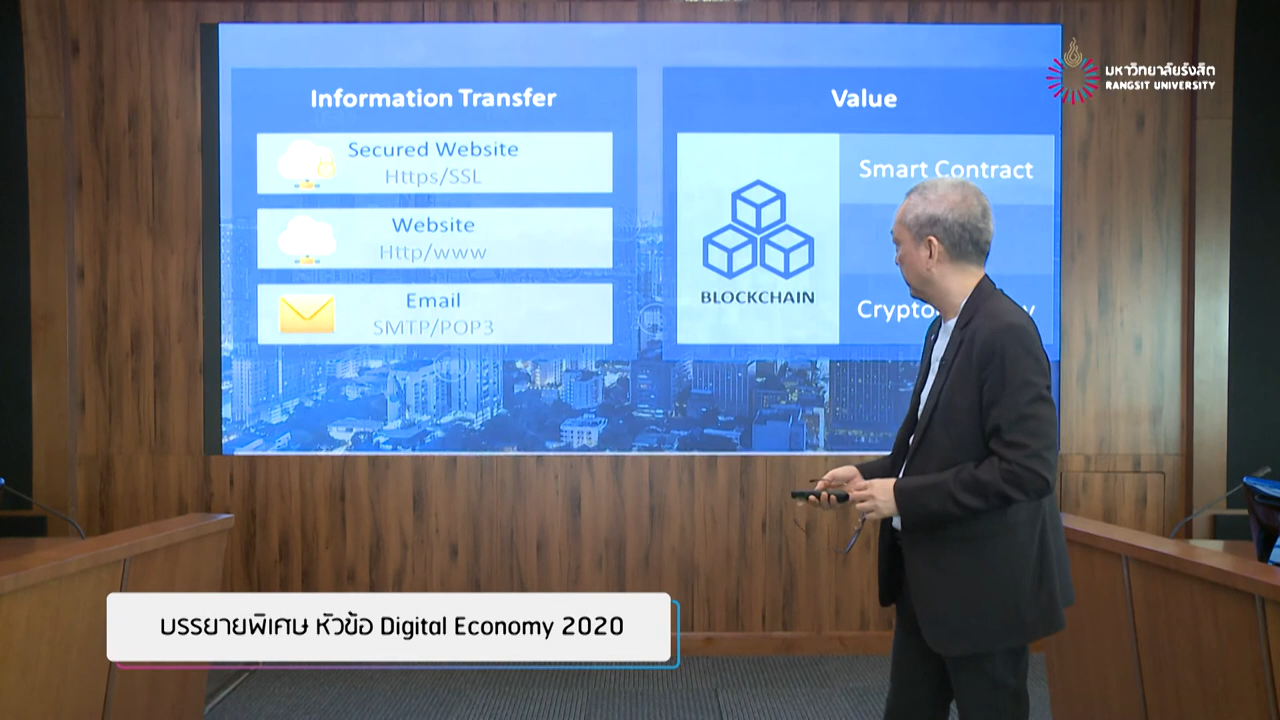 Information Transfer
Secured Website
Https/SSL
Website
Http/www
Email
SMTP/POP3
Value
BLOCKCHAIN
Smart Contract
มหาวิทยาลัยรังสิต
RANGSIT UNIVERSITY
บรรยายพิเศษ หัวข้อ Digital Economy 2020